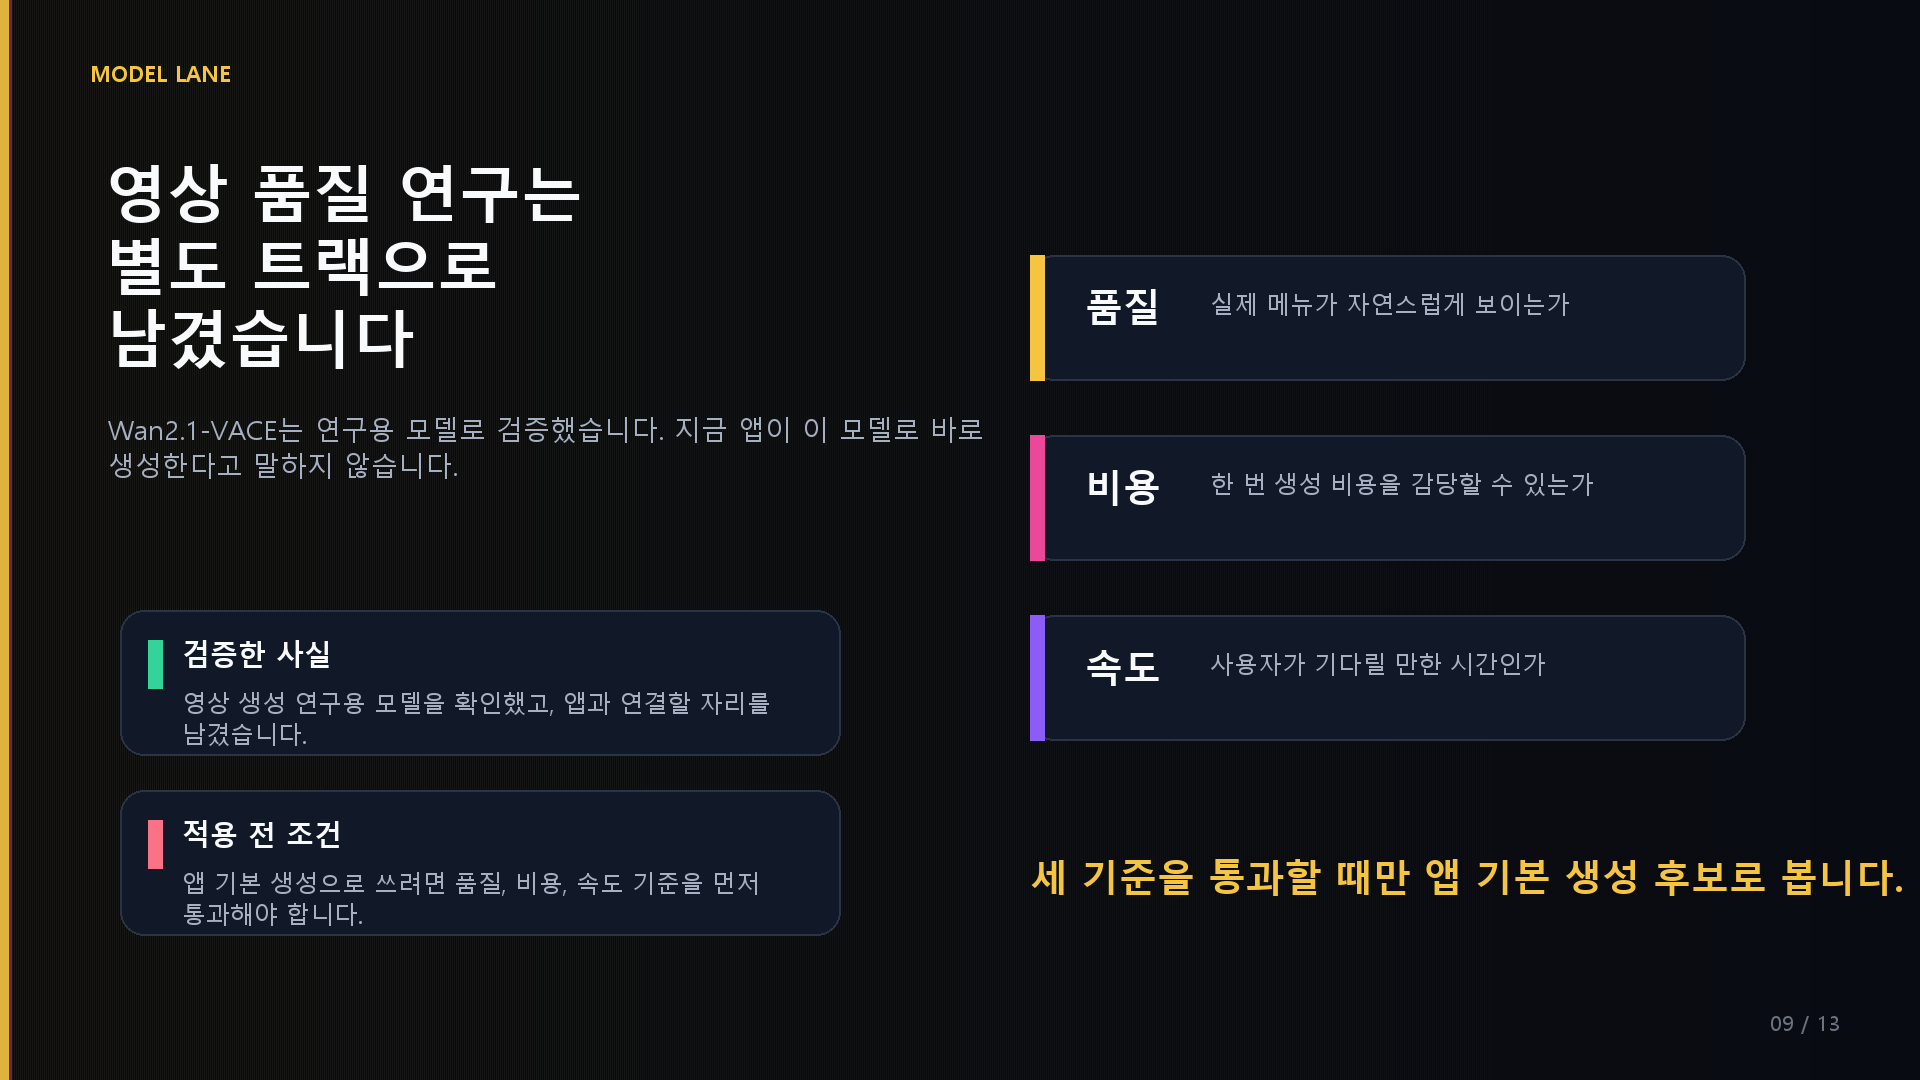 MODEL LANE
영상 품질 연구는
별도 트랙으로
남겼습니다
Wan2.1-VACE는 연구용 모델로 검증했습니다. 지금 앱이 이 모델로 바로
생성한다고 말하지 않습니다.
검증한 사실
영상 생성 연구용 모델을 확인했고, 앱과 연결할 자리를
남겼습니다.
적용 전 조건
앱 기본 생성으로 쓰려면 품질, 비용, 속도 기준을 먼저
통과해야 합니다.
품질 실제 메뉴가 자연스럽게 보이는가
비용 한 번 생성 비용을 감당할 수 있는가
속도 사용자가 기다릴 만한 시간인가
세 기준을 통과할 때만 앱 기본 생성 후보로 봅니다.
09 / 13